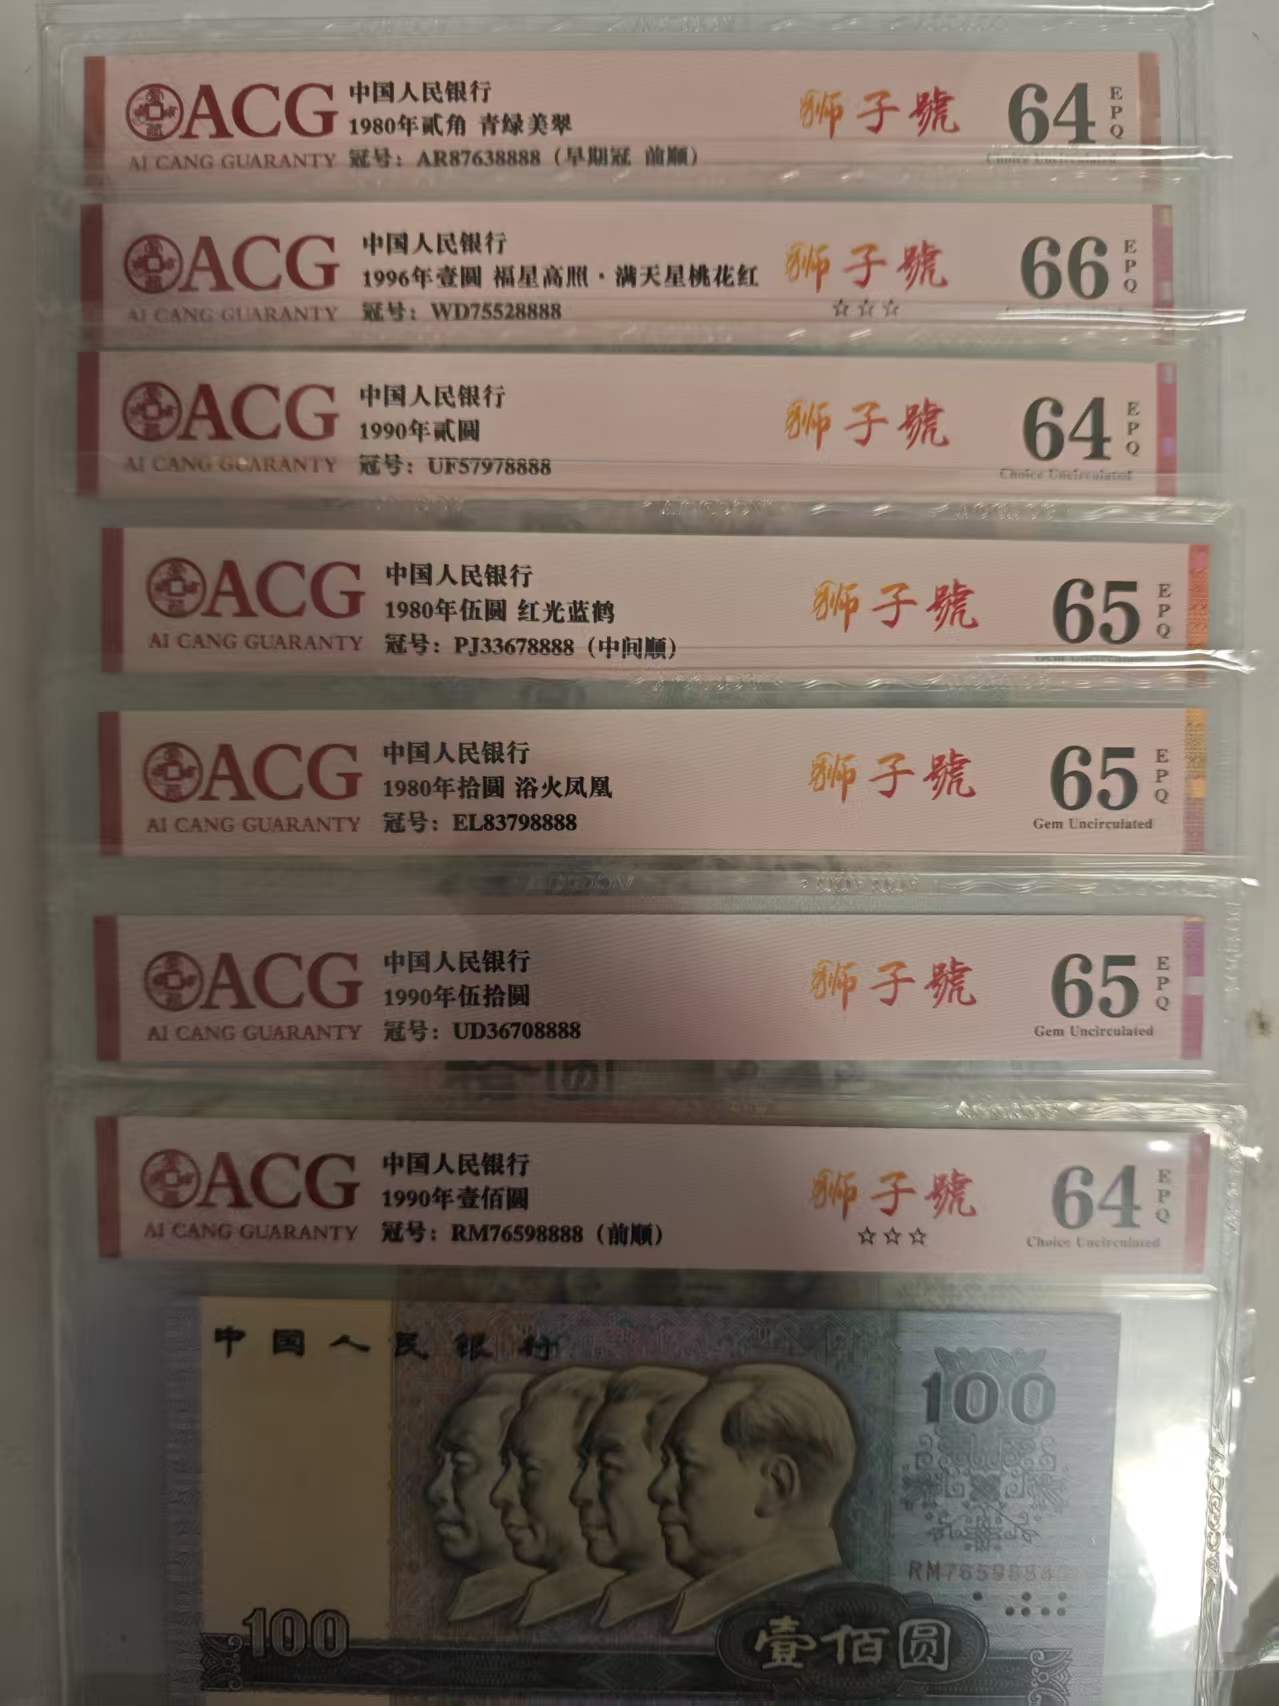 ACG
AI CANG GUARANTY
中国人民银行
1980年贰角 青绿美翠
冠号：AR87638888（早期冠 前顺）
狮子號
64
EPQ
Choice Uncirculated
ACG
AI CANG GUARANTY
中国人民银行
1996年壹圆 福星高照·满天星桃花红
冠号：WD75528888
狮子號
☆☆☆
66
EPQ
ACG
AI CANG GUARANTY
中国人民银行
1990年贰圆
冠号：UF57978888
狮子號
64
EPQ
Choice Uncirculated
ACG
AI CANG GUARANTY
中国人民银行
1980年伍圆 红光蓝鹤
冠号：PJ33678888（中间顺）
狮子號
65
EPQ
Gem Uncirculated
ACG
AI CANG GUARANTY
中国人民银行
1980年拾圆 浴火凤凰
冠号：EL83798888
狮子號
65
EPQ
Gem Uncirculated
ACG
AI CANG GUARANTY
中国人民银行
1990年伍拾圆
冠号：UD36708888
狮子號
65
EPQ
Gem Uncirculated
ACG
AI CANG GUARANTY
中国人民银行
1990年壹佰圆
冠号：RM76598888（前顺）
狮子號
☆☆☆
64
EPQ
Choice Uncirculated
中国人民银行
100
RM76598888
100
壹佰圆